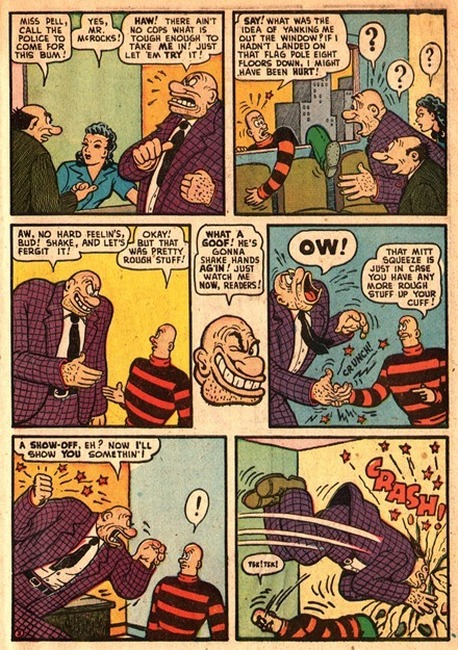 MISS PELL,
CALL THE
POLICE TO
COME FOR
THIS BUM!
YES,
MR.
McROCKS!
HAW! THERE AIN'T
NO COPS WHAT IS
TOUGH ENOUGH TO
TAKE ME IN! JUST
LET 'EM TRY IT!
SAY! WHAT WAS THE
IDEA OF YANKING ME
OUT THE WINDOW? IF I
HADN'T LANDED ON
THAT FLAG POLE EIGHT
FLOORS DOWN, I MIGHT
HAVE BEEN HURT!
?
?
?
AW, NO HARD FEELIN'S,
BUD! SHAKE, AND LET'S
FERGIT IT!
OKAY!
BUT THAT
WAS PRETTY
ROUGH STUFF!
WHAT A
GOOF! HE'S
GONNA
SHAKE HANDS
AG'IN! JUST
WATCH ME
NOW, READERS!
OW!
THAT MITT
SQUEEZE IS
JUST IN CASE
YOU HAVE ANY
MORE ROUGH
STUFF UP YOUR
CUFF!
CRUNCH!
A SHOW-OFF, EH? NOW I'LL
SHOW YOU SOMETHIN'!
!
CRASH!
TSK! TSK!